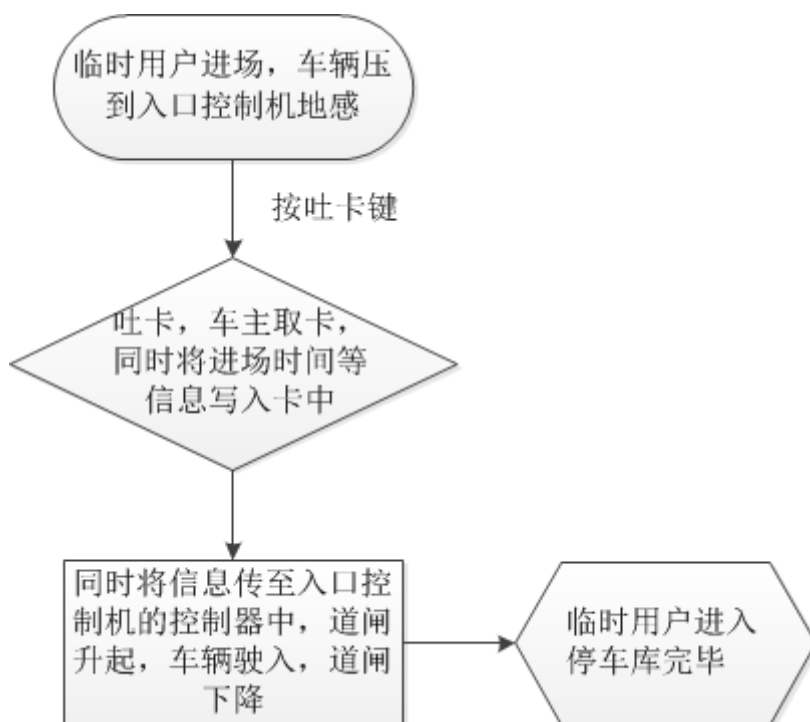 临时用户进场，车辆压
到入口控制机地感
按吐卡键
吐卡，车主取卡，
同时将进场时间等
信息写入卡中
同时将信息传至入口控
制机的控制器中，道闸
升起，车辆驶入，道闸
下降
临时用户进入
停车库完毕